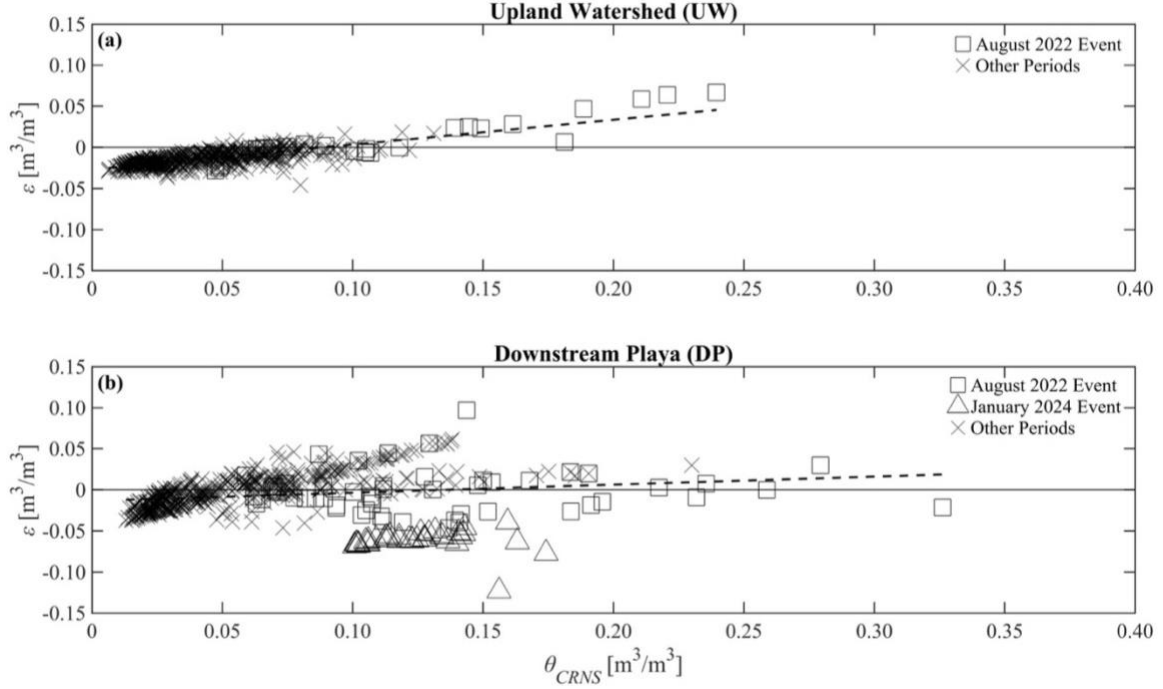 Upland Watershed (UW)
(a)
August 2022 Event
Other Periods
0.15
0.10
0.05
0
-0.05
-0.10
-0.15
ε [m³/m³]
0 0.05 0.10 0.15 0.20 0.25 0.30 0.35 0.40
Downstream Playa (DP)
(b)
August 2022 Event
January 2024 Event
Other Periods
0.15
0.10
0.05
0
-0.05
-0.10
-0.15
ε [m³/m³]
0 0.05 0.10 0.15 0.20 0.25 0.30 0.35 0.40
θCRNS [m³/m³]